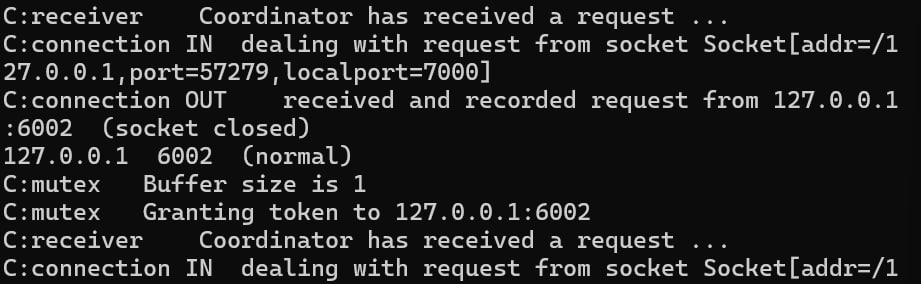 C:receiver    Coordinator has received a request ...
C:connection IN  dealing with request from socket Socket[addr=/1
27.0.0.1,port=57279,localport=7000]
C:connection OUT    received and recorded request from 127.0.0.1
:6002  (socket closed)
127.0.0.1  6002  (normal)
C:mutex   Buffer size is 1
C:mutex   Granting token to 127.0.0.1:6002
C:receiver    Coordinator has received a request ...
C:connection IN  dealing with request from socket Socket[addr=/1